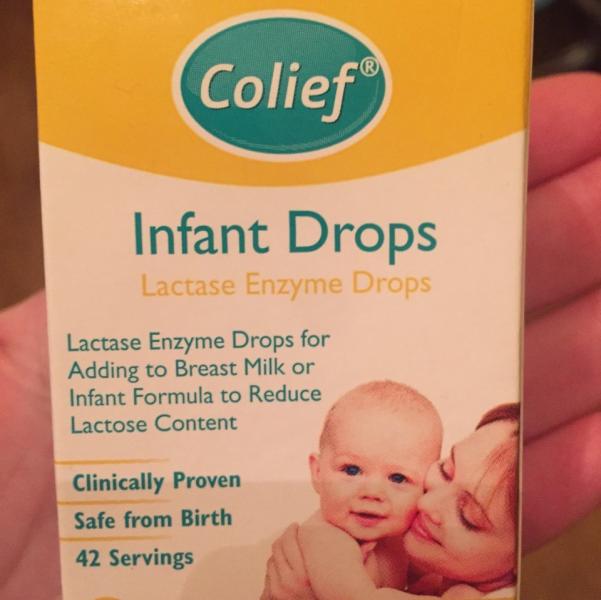 Colief®
Infant Drops
Lactase Enzyme Drops
Lactase Enzyme Drops for
Adding to Breast Milk or
Infant Formula to Reduce
Lactose Content
Clinically Proven
Safe from Birth
42 Servings